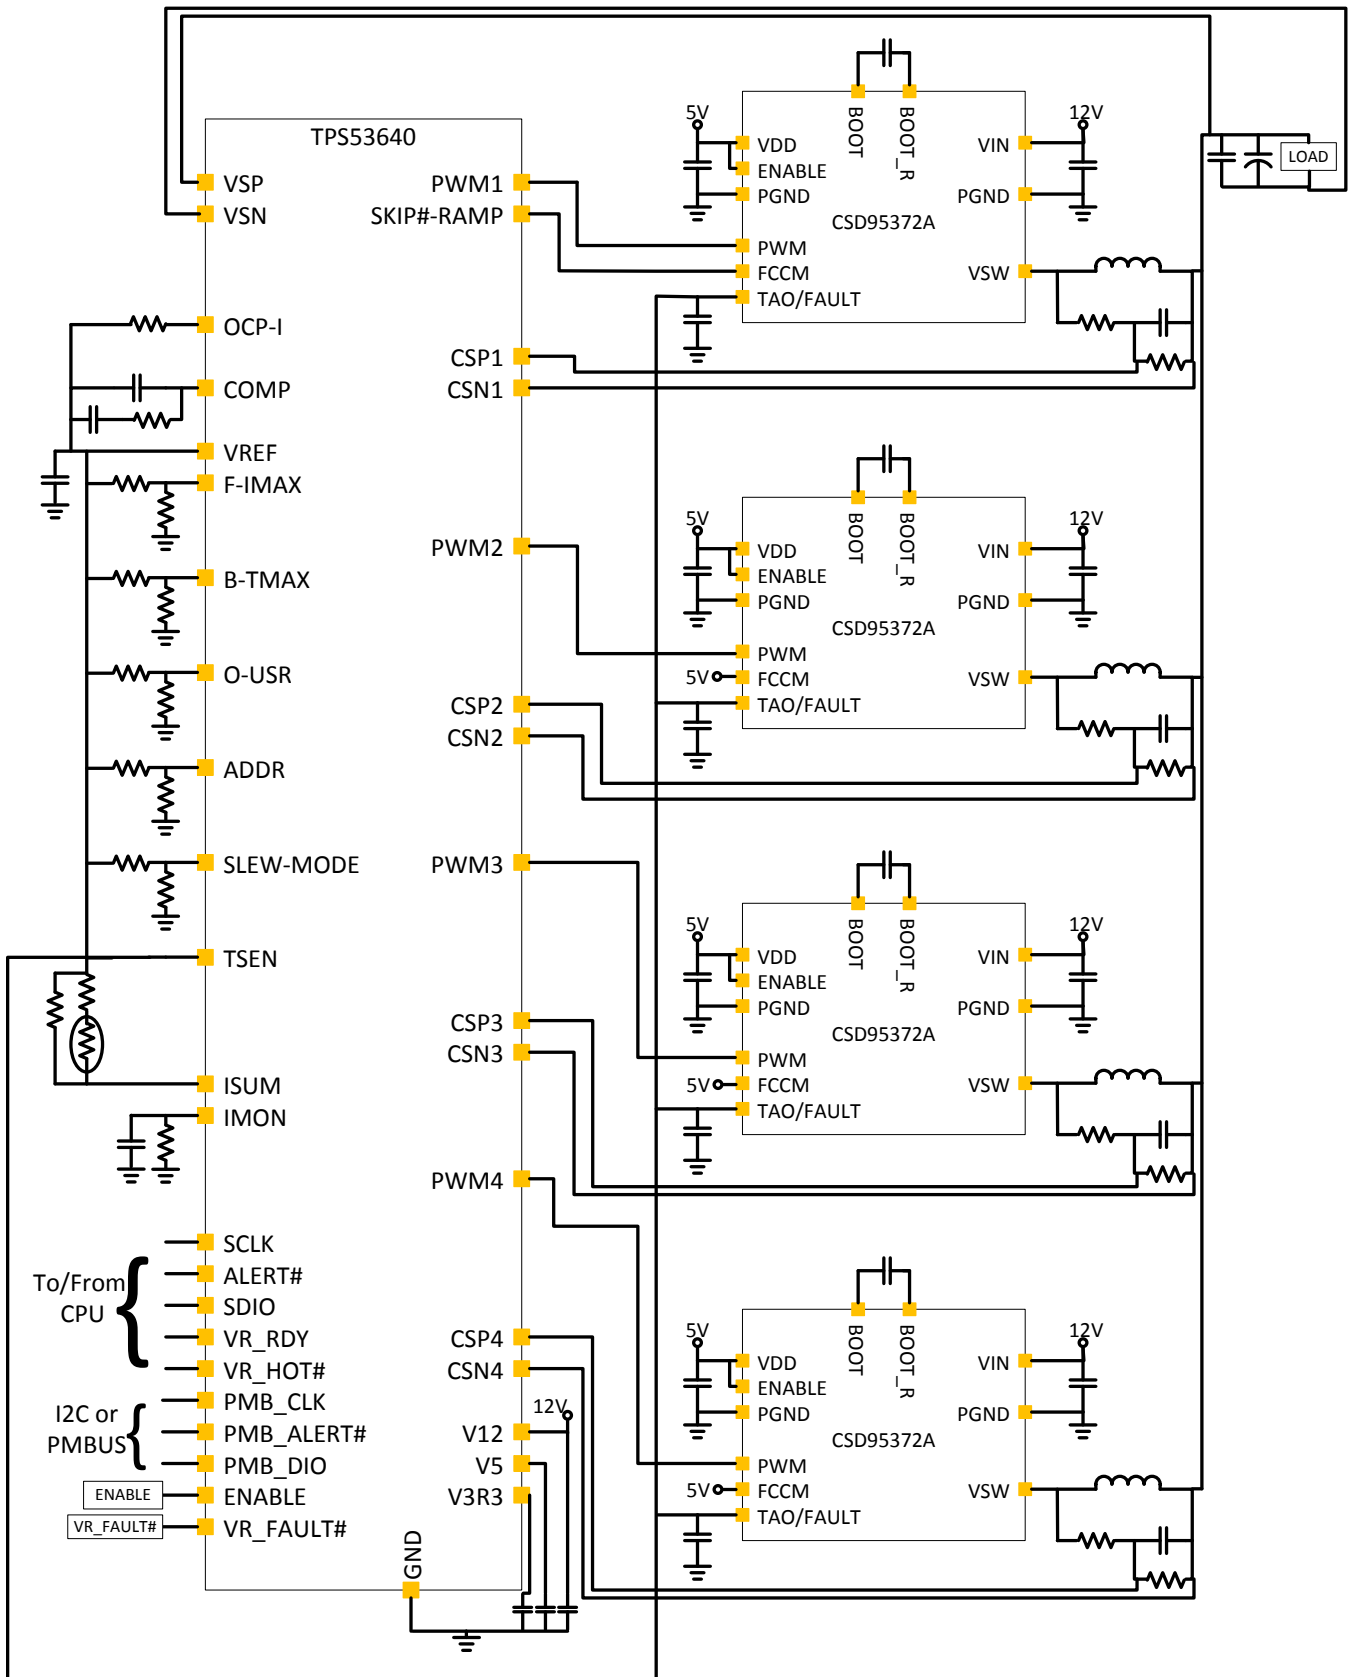 TPS53640
VSP
VSN
OCP-I
COMP
VREF
F-IMAX
B-TMAX
O-USR
ADDR
SLEW-MODE
TSEN
ISUM
IMON
SCLK
ALERT#
SDIO
VR_RDY
VR_HOT#
PMB_CLK
PMB_ALERT#
PMB_DIO
ENABLE
VR_FAULT#
To/From
CPU
I2C or
PMBUS
ENABLE
VR_FAULT#
PWM1
SKIP#-RAMP
CSP1
CSN1
PWM2
CSP2
CSN2
PWM3
CSP3
CSN3
PWM4
CSP4
CSN4
12V
V12
V5
V3R3
GND
5V
BOOT
BOOT_R
12V
VDD
ENABLE
PGND
VIN
PGND
CSD95372A
PWM
FCCM
TAO/FAULT
VSW
LOAD
5V
BOOT
BOOT_R
12V
VDD
ENABLE
PGND
VIN
PGND
CSD95372A
PWM
5V
FCCM
TAO/FAULT
VSW
5V
BOOT
BOOT_R
12V
VDD
ENABLE
PGND
VIN
PGND
CSD95372A
PWM
5V
FCCM
TAO/FAULT
VSW
5V
BOOT
BOOT_R
12V
VDD
ENABLE
PGND
VIN
PGND
CSD95372A
PWM
5V
FCCM
TAO/FAULT
VSW